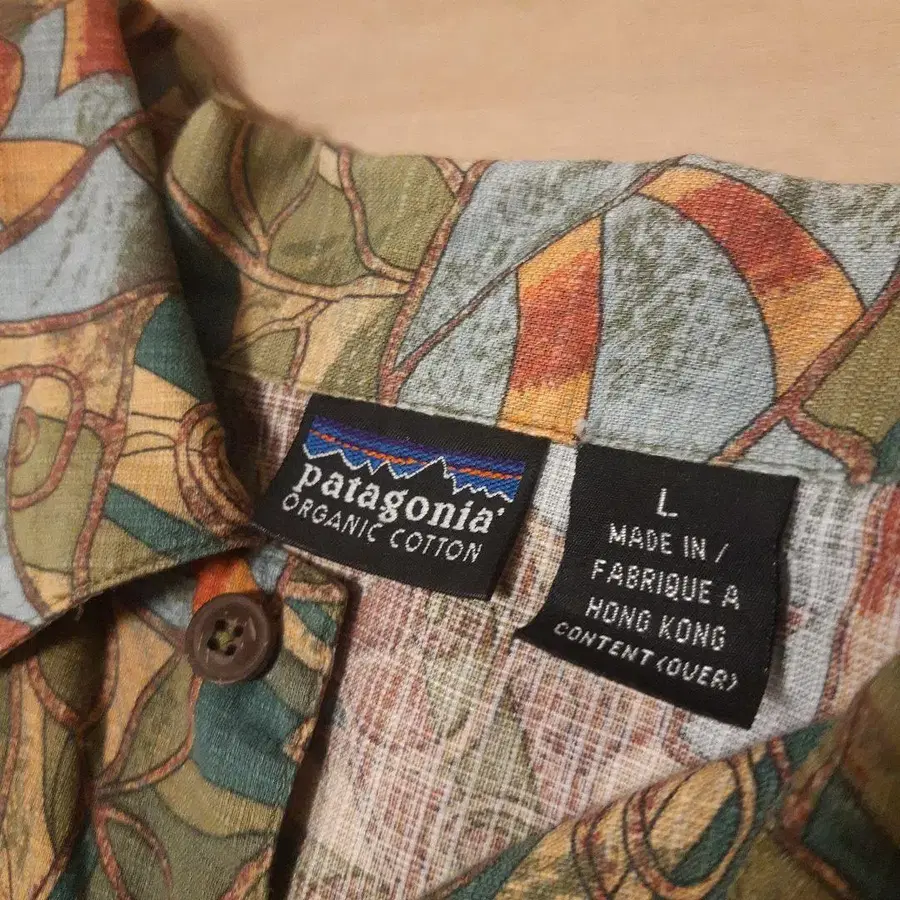 patagonia®
ORGANIC COTTON
L
MADE IN /
FABRIQUE A
HONG KONG
CONTENT (OVER)